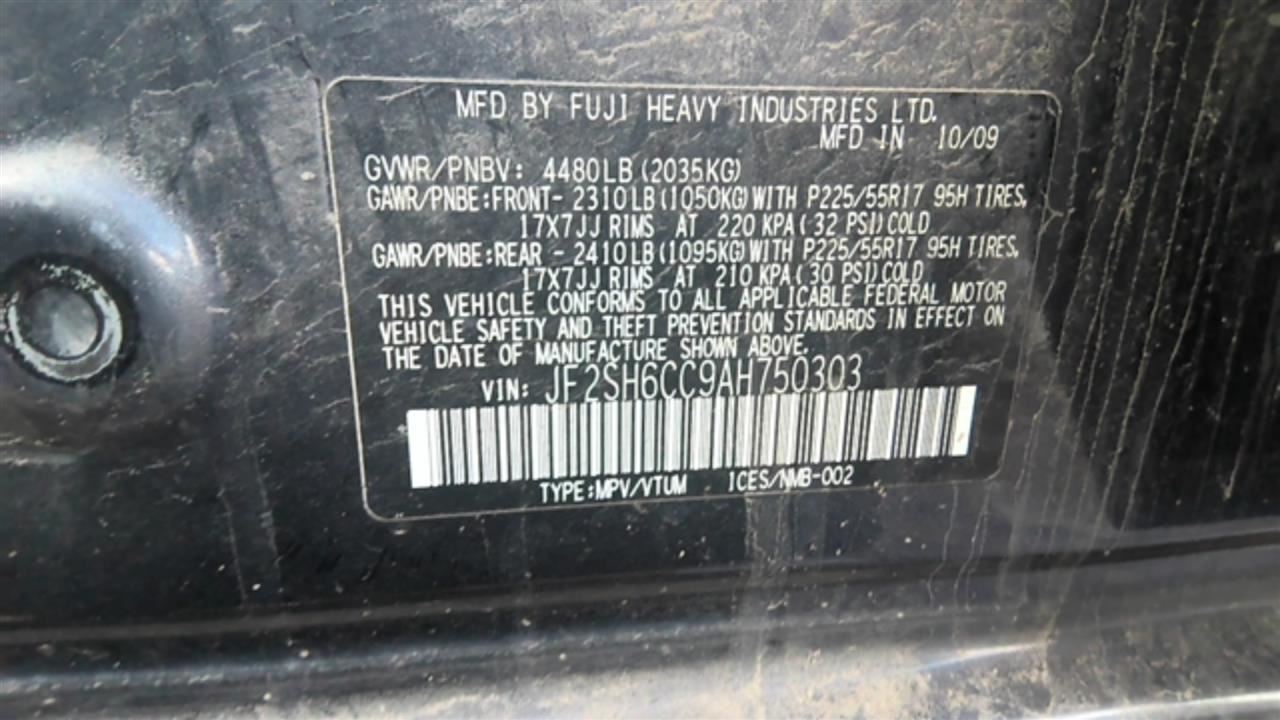 MFD BY FUJI HEAVY INDUSTRIES LTD.
MFD IN 10/09
GVWR/PNBV: 4480LB(2035KG)
GAWR/PNBE:FRONT- 2310LB(1050KG)WITH P225/55R17 95H TIRES,
17X7JJ RIMS AT 220 KPA(32 PSI)COLD
GAWR/PNBE:REAR - 2410LB(1095KG)WITH P225/55R17 95H TIRES,
17X7JJ RIMS AT 210 KPA(30 PSI)COLD
THIS VEHICLE CONFORMS TO ALL APPLICABLE FEDERAL MOTOR
VEHICLE SAFETY AND THEFT PREVENTION STANDARDS IN EFFECT ON
THE DATE OF MANUFACTURE SHOWN ABOVE.
VIN: JF2SH6CC9AH750303
TYPE:MPV/VTUM ICES/NMB-002